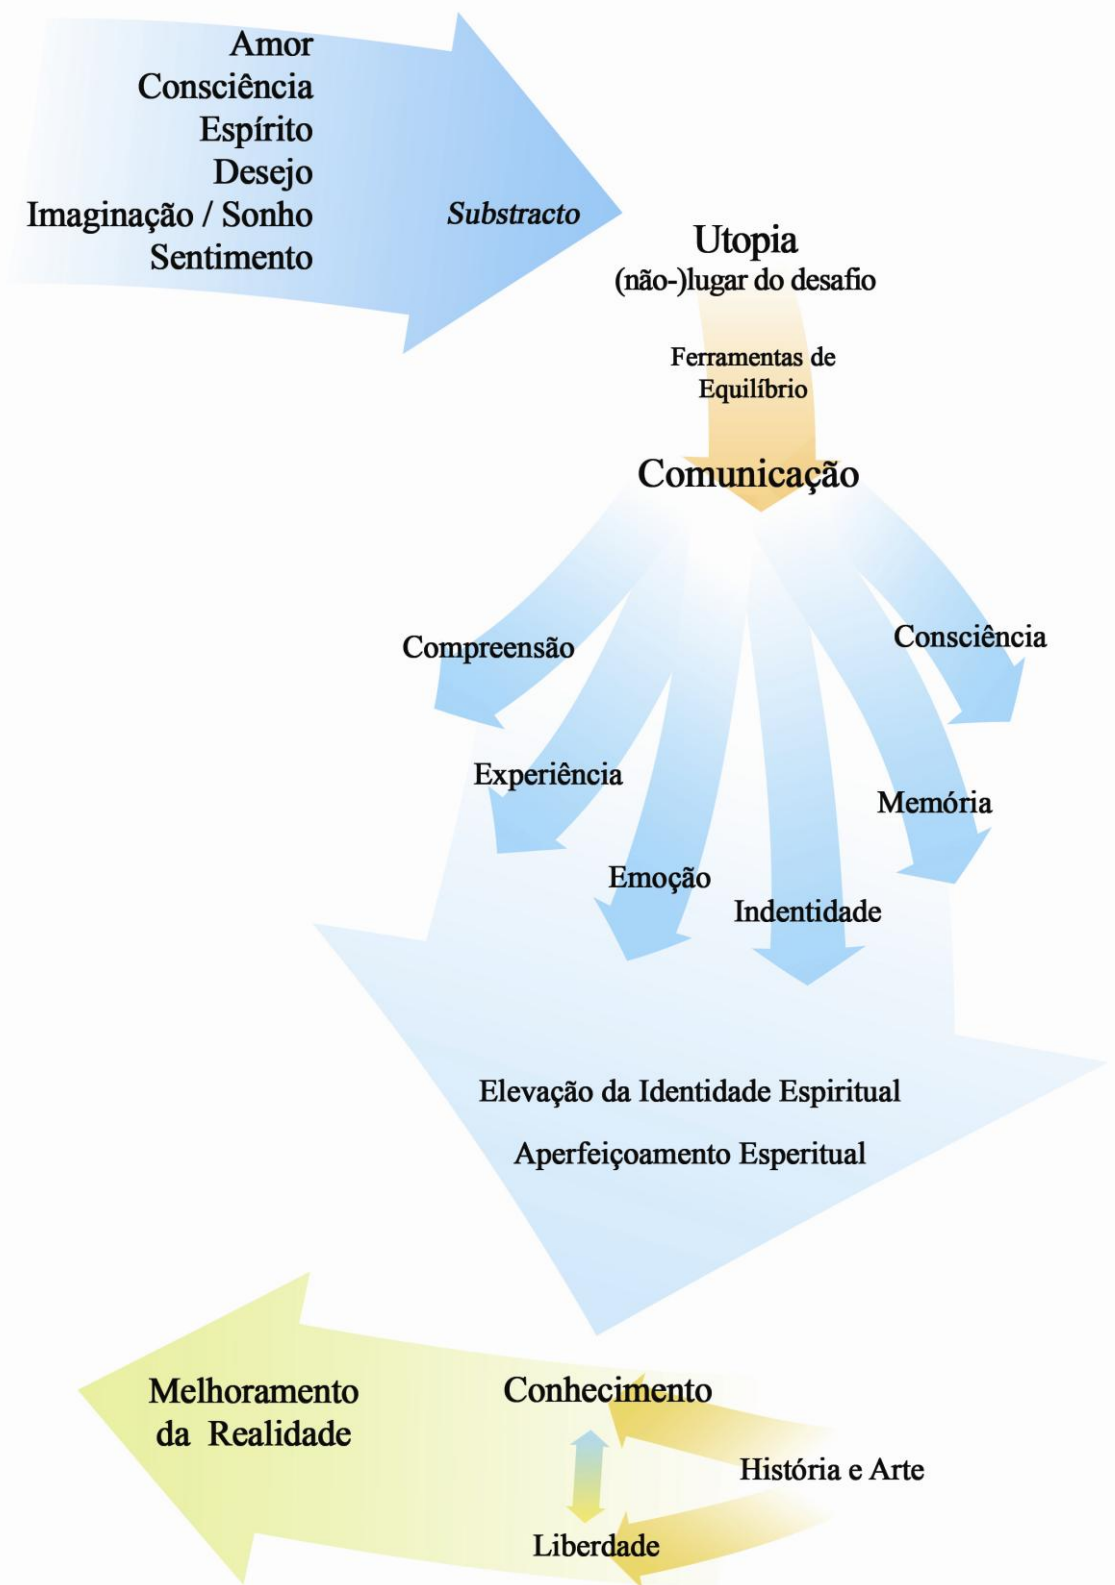 Amor
Consciência
Espírito
Desejo
Imaginação / Sonho
Sentimento
Substracto
Utopia
(não-)lugar do desafio
Ferramentas de
Equilíbrio
Comunicação
Compreensão
Consciência
Experiência
Memória
Emoção
Indentidade
Elevação da Identidade Espiritual
Aperfeiçoamento Esperitual
Melhoramento
da Realidade
Conhecimento
História e Arte
Liberdade